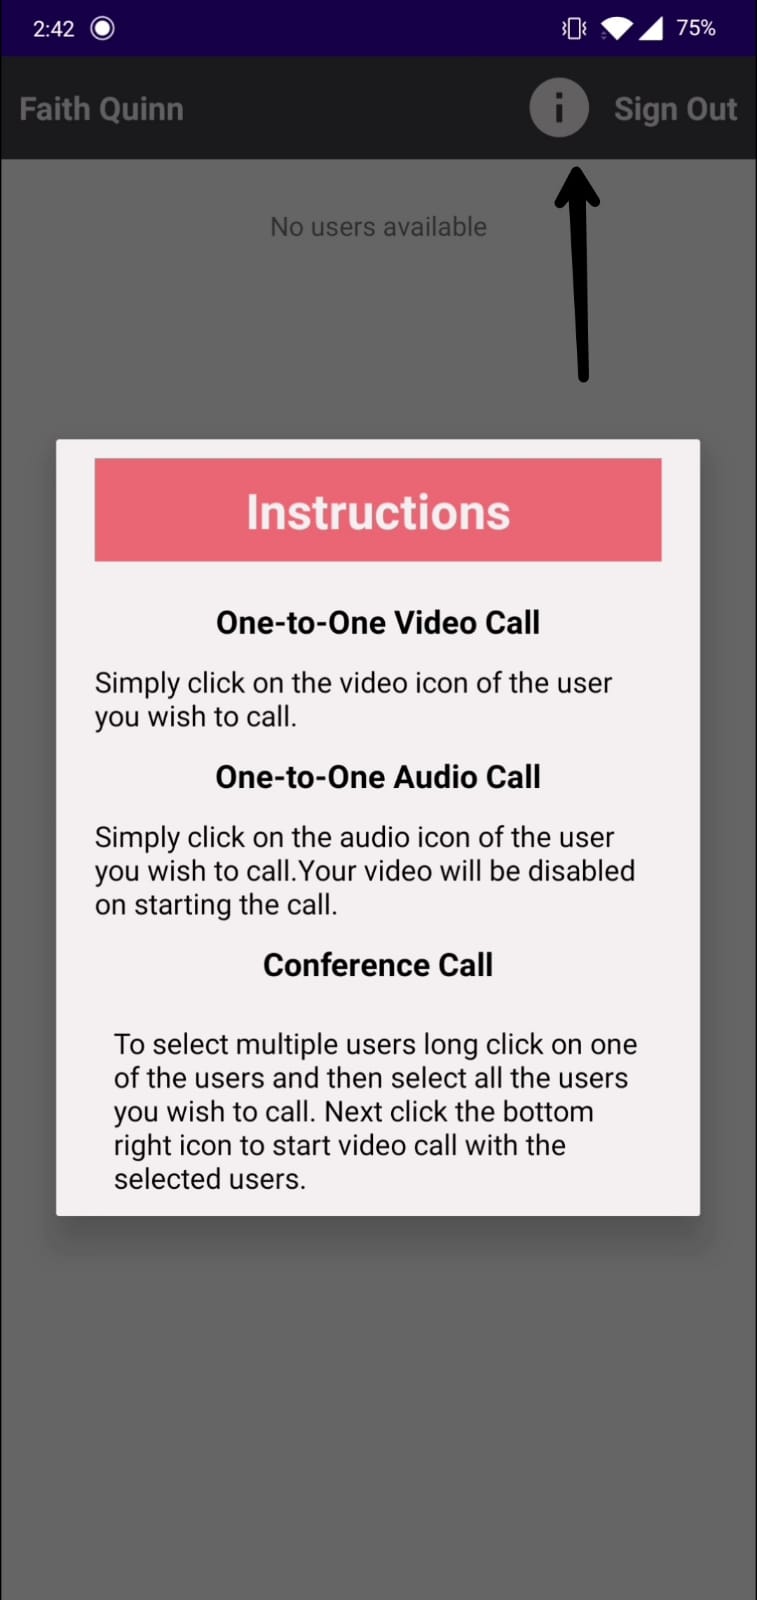 2:42 75%
Faith Quinn i Sign Out
No users available
Instructions
One-to-One Video Call
Simply click on the video icon of the user
you wish to call.
One-to-One Audio Call
Simply click on the audio icon of the user
you wish to call.Your video will be disabled
on starting the call.
Conference Call
To select multiple users long click on one
of the users and then select all the users
you wish to call. Next click the bottom
right icon to start video call with the
selected users.